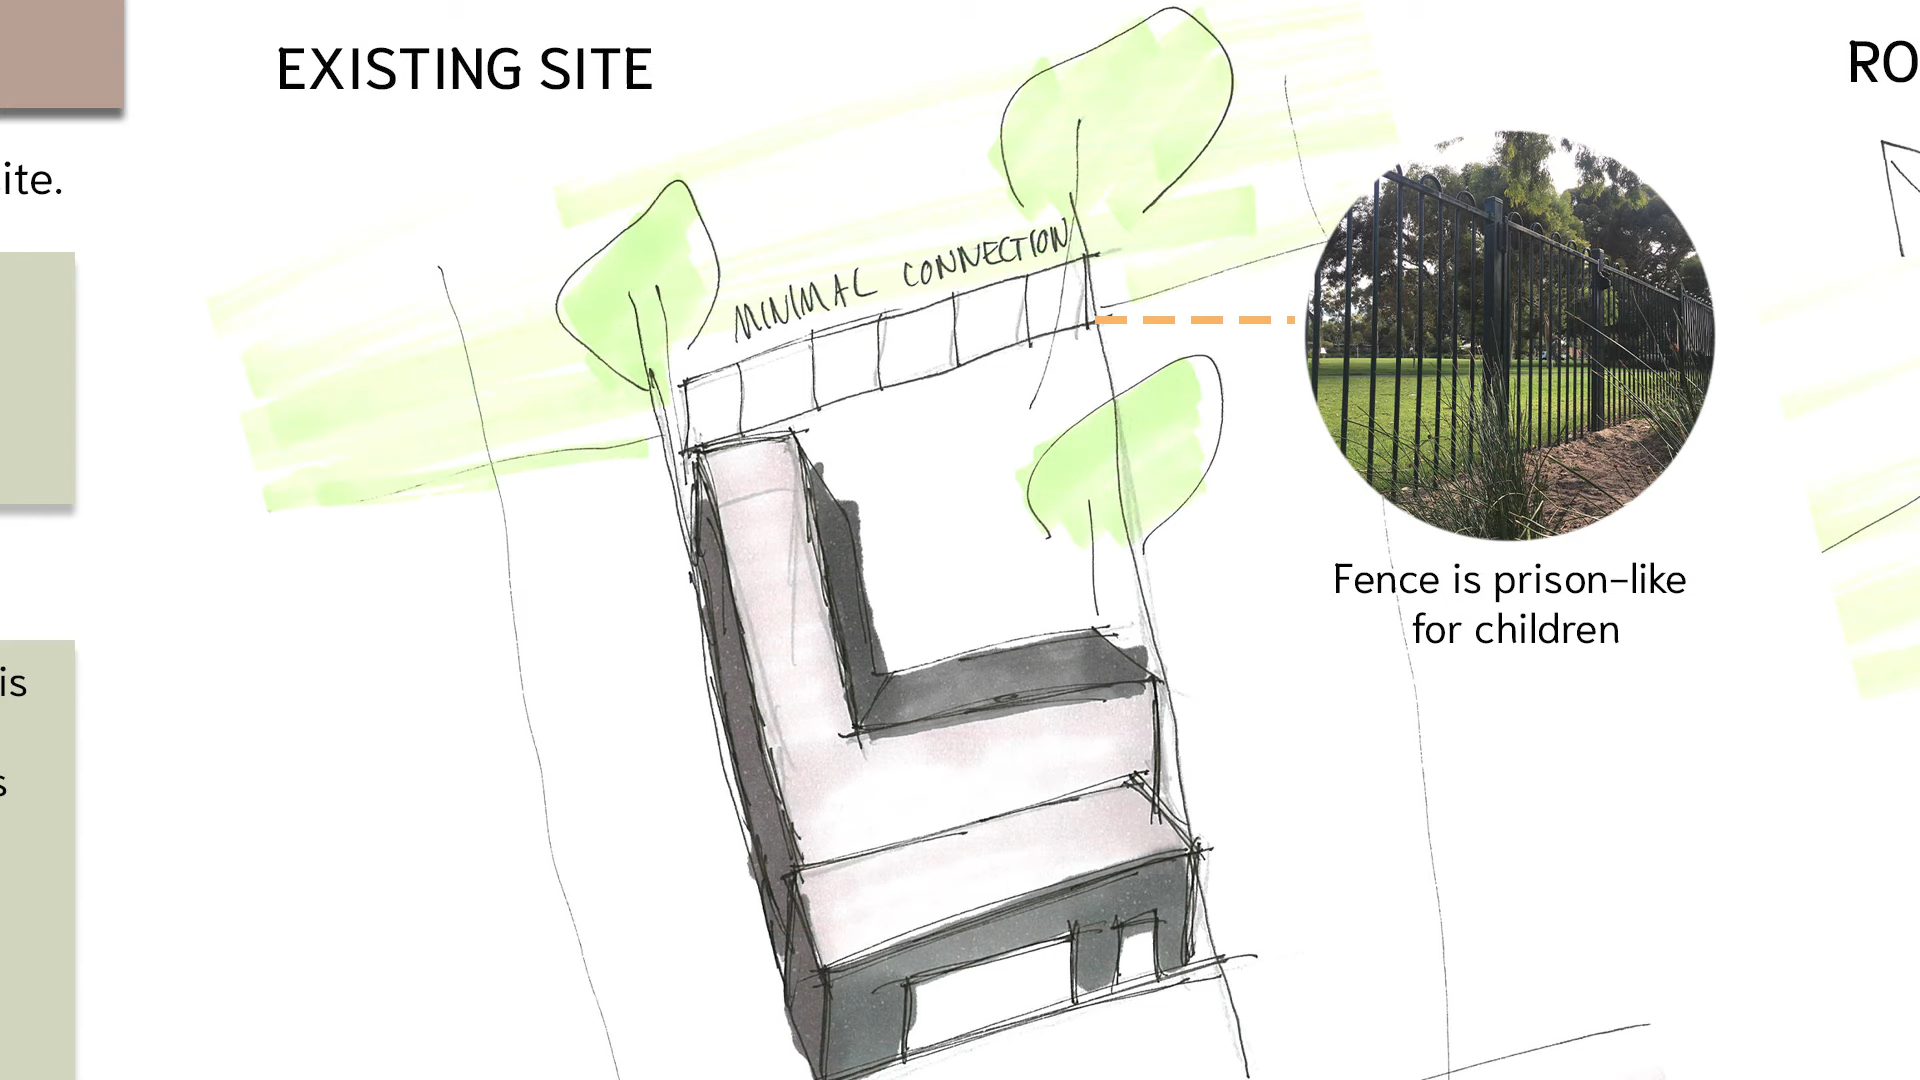 EXISTING SITE
RO
ite.
MINIMAL CONNECTION
Fence is prison-like
for children
is
s